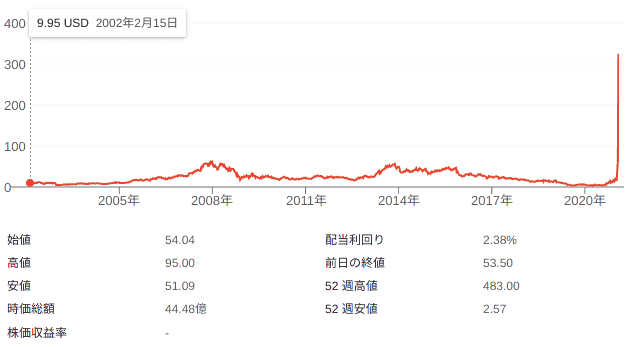 400
9.95 USD 2002年2月15日
300
200
100
0
2005年 2008年 2011年 2014年 2017年 2020年
始値 54.04 配当利回り 2.38%
高値 95.00 前日の終値 53.50
安値 51.09 52 週高値 483.00
時価総額 44.48億 52 週安値 2.57
株価収益率 -